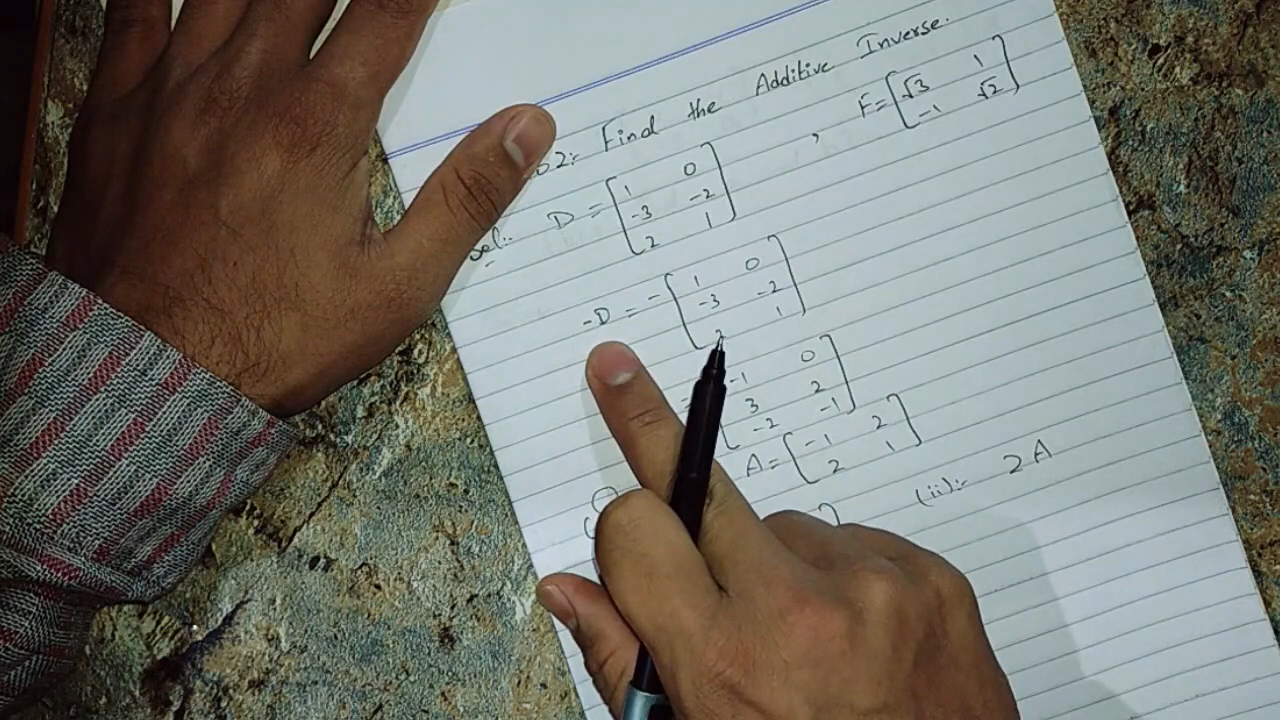 02:- Find the Additive Inverse.
Sol:- D = [1 0
-3 -2
2 1] , F = [√3 1
-1 √2]
-D = - [1 0
-3 -2
2 1]
= [-1 0
3 2
-2 -1]
A = [-1 2
2 1]
(ii):- 2A